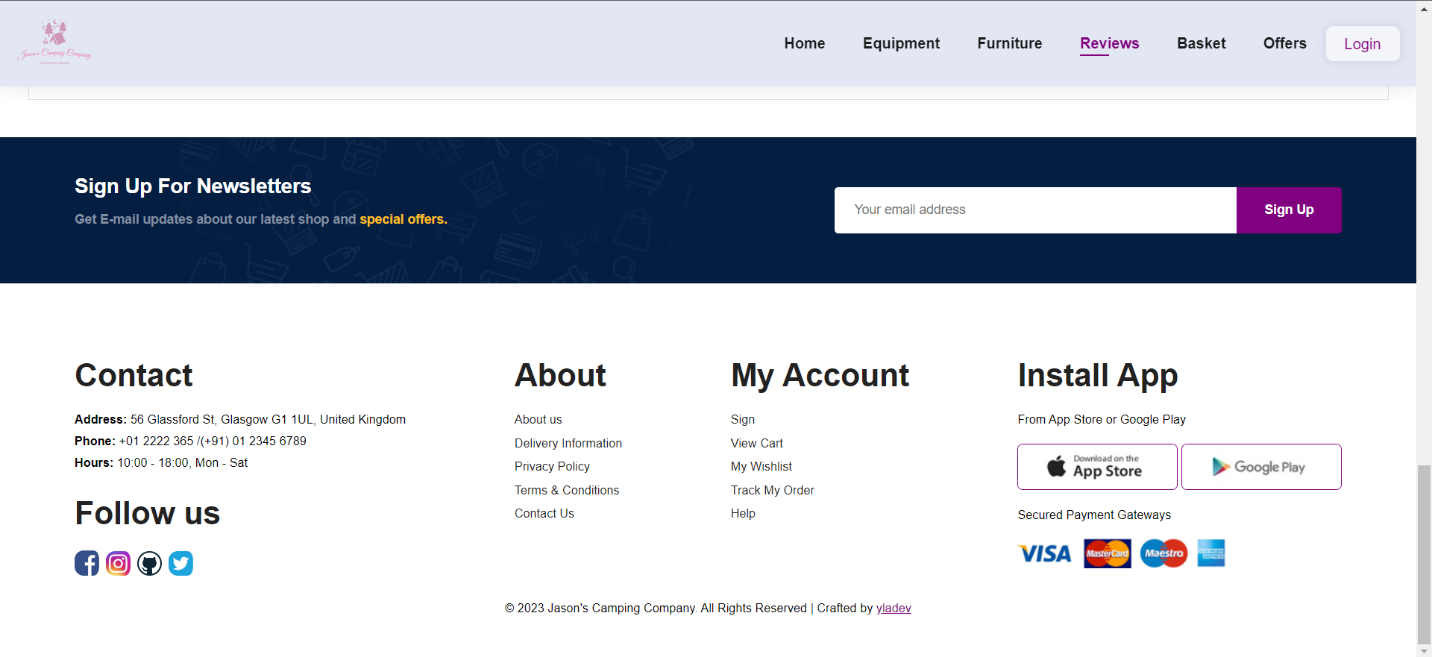 Jason's Camping Company
Home
Equipment
Furniture
Reviews
Basket
Offers
Login
Sign Up For Newsletters
Get E-mail updates about our latest shop and special offers.
Your email address
Sign Up
Contact
Address: 56 Glassford St, Glasgow G1 1UL, United Kingdom
Phone: +01 2222 365 /(+91) 01 2345 6789
Hours: 10:00 - 18:00, Mon - Sat
Follow us
About
About us
Delivery Information
Privacy Policy
Terms & Conditions
Contact Us
My Account
Sign
View Cart
My Wishlist
Track My Order
Help
Install App
From App Store or Google Play
Download on the
App Store
Google Play
Secured Payment Gateways
VISA
MasterCard
Maestro
AMERICAN
EXPRESS
© 2023 Jason's Camping Company. All Rights Reserved | Crafted by yladev